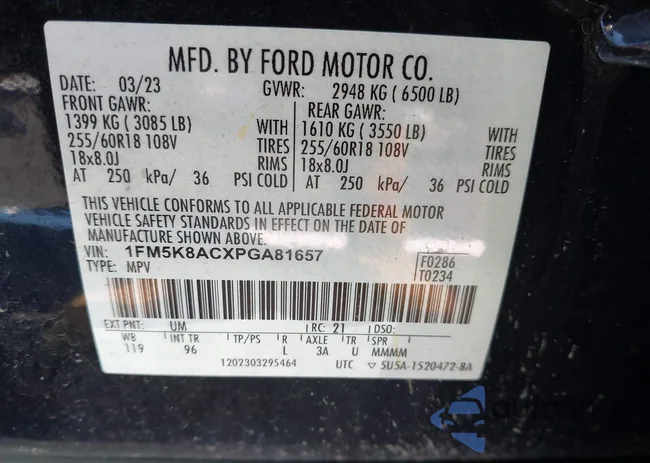 MFD. BY FORD MOTOR CO.
DATE: 03/23 GVWR: 2948 KG ( 6500 LB)
FRONT GAWR: REAR GAWR:
1399 KG ( 3085 LB) WITH 1610 KG ( 3550 LB) WITH
255/60R18 108V TIRES 255/60R18 108V TIRES
18x8.0J RIMS 18x8.0J RIMS
AT 250 kPa/ 36 PSI COLD AT 250 kPa/ 36 PSI COLD
THIS VEHICLE CONFORMS TO ALL APPLICABLE FEDERAL MOTOR
VEHICLE SAFETY STANDARDS IN EFFECT ON THE DATE OF
MANUFACTURE SHOWN ABOVE.
VIN: 1FM5K8ACXPGA81657 F0286
TYPE: MPV T0234
EXT PNT: UM RC: 21 DSO:
WB INT TR TP/PS R AXLE TR SPR
119 96 L 3A U MMMM
1202303295464 UTC ▽ 5U5A-1520472-BA